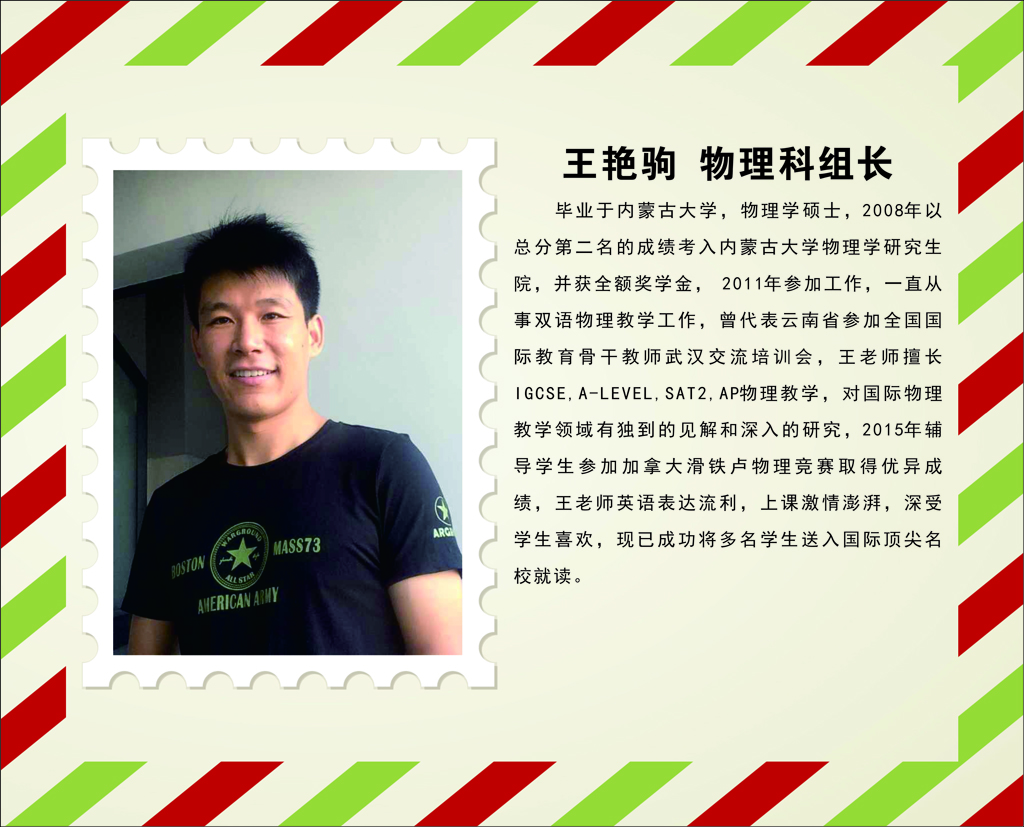 王艳驹 物理科组长
毕业于内蒙古大学，物理学硕士，2008年以
总分第二名的成绩考入内蒙古大学物理学研究生
院，并获全额奖学金， 2011年参加工作，一直从
事双语物理教学工作，曾代表云南省参加全国国
际教育骨干教师武汉交流培训会，王老师擅长
IGCSE,A-LEVEL,SAT2,AP物理教学，对国际物理
教学领域有独到的见解和深入的研究，2015年辅
导学生参加加拿大滑铁卢物理竞赛取得优异成
绩，王老师英语表达流利，上课激情澎湃，深受
学生喜欢，现已成功将多名学生送入国际顶尖名
校就读。
WARGROUND
BOSTON
MASS73
ALL STAR
AMERICAN ARMY